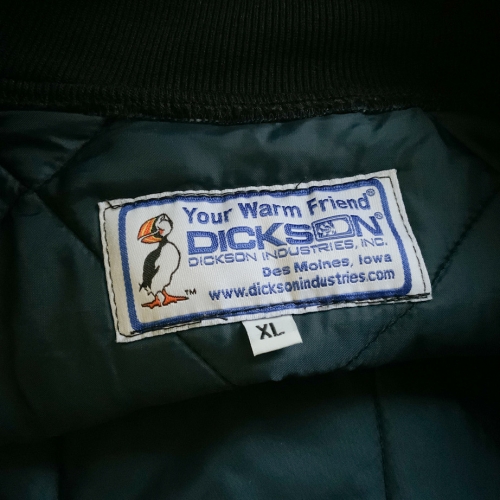 Your Warm Friend®
DICKSON®
DICKSON INDUSTRIES, INC.
Des Moines, Iowa
™ www.dicksonindustries.com
XL